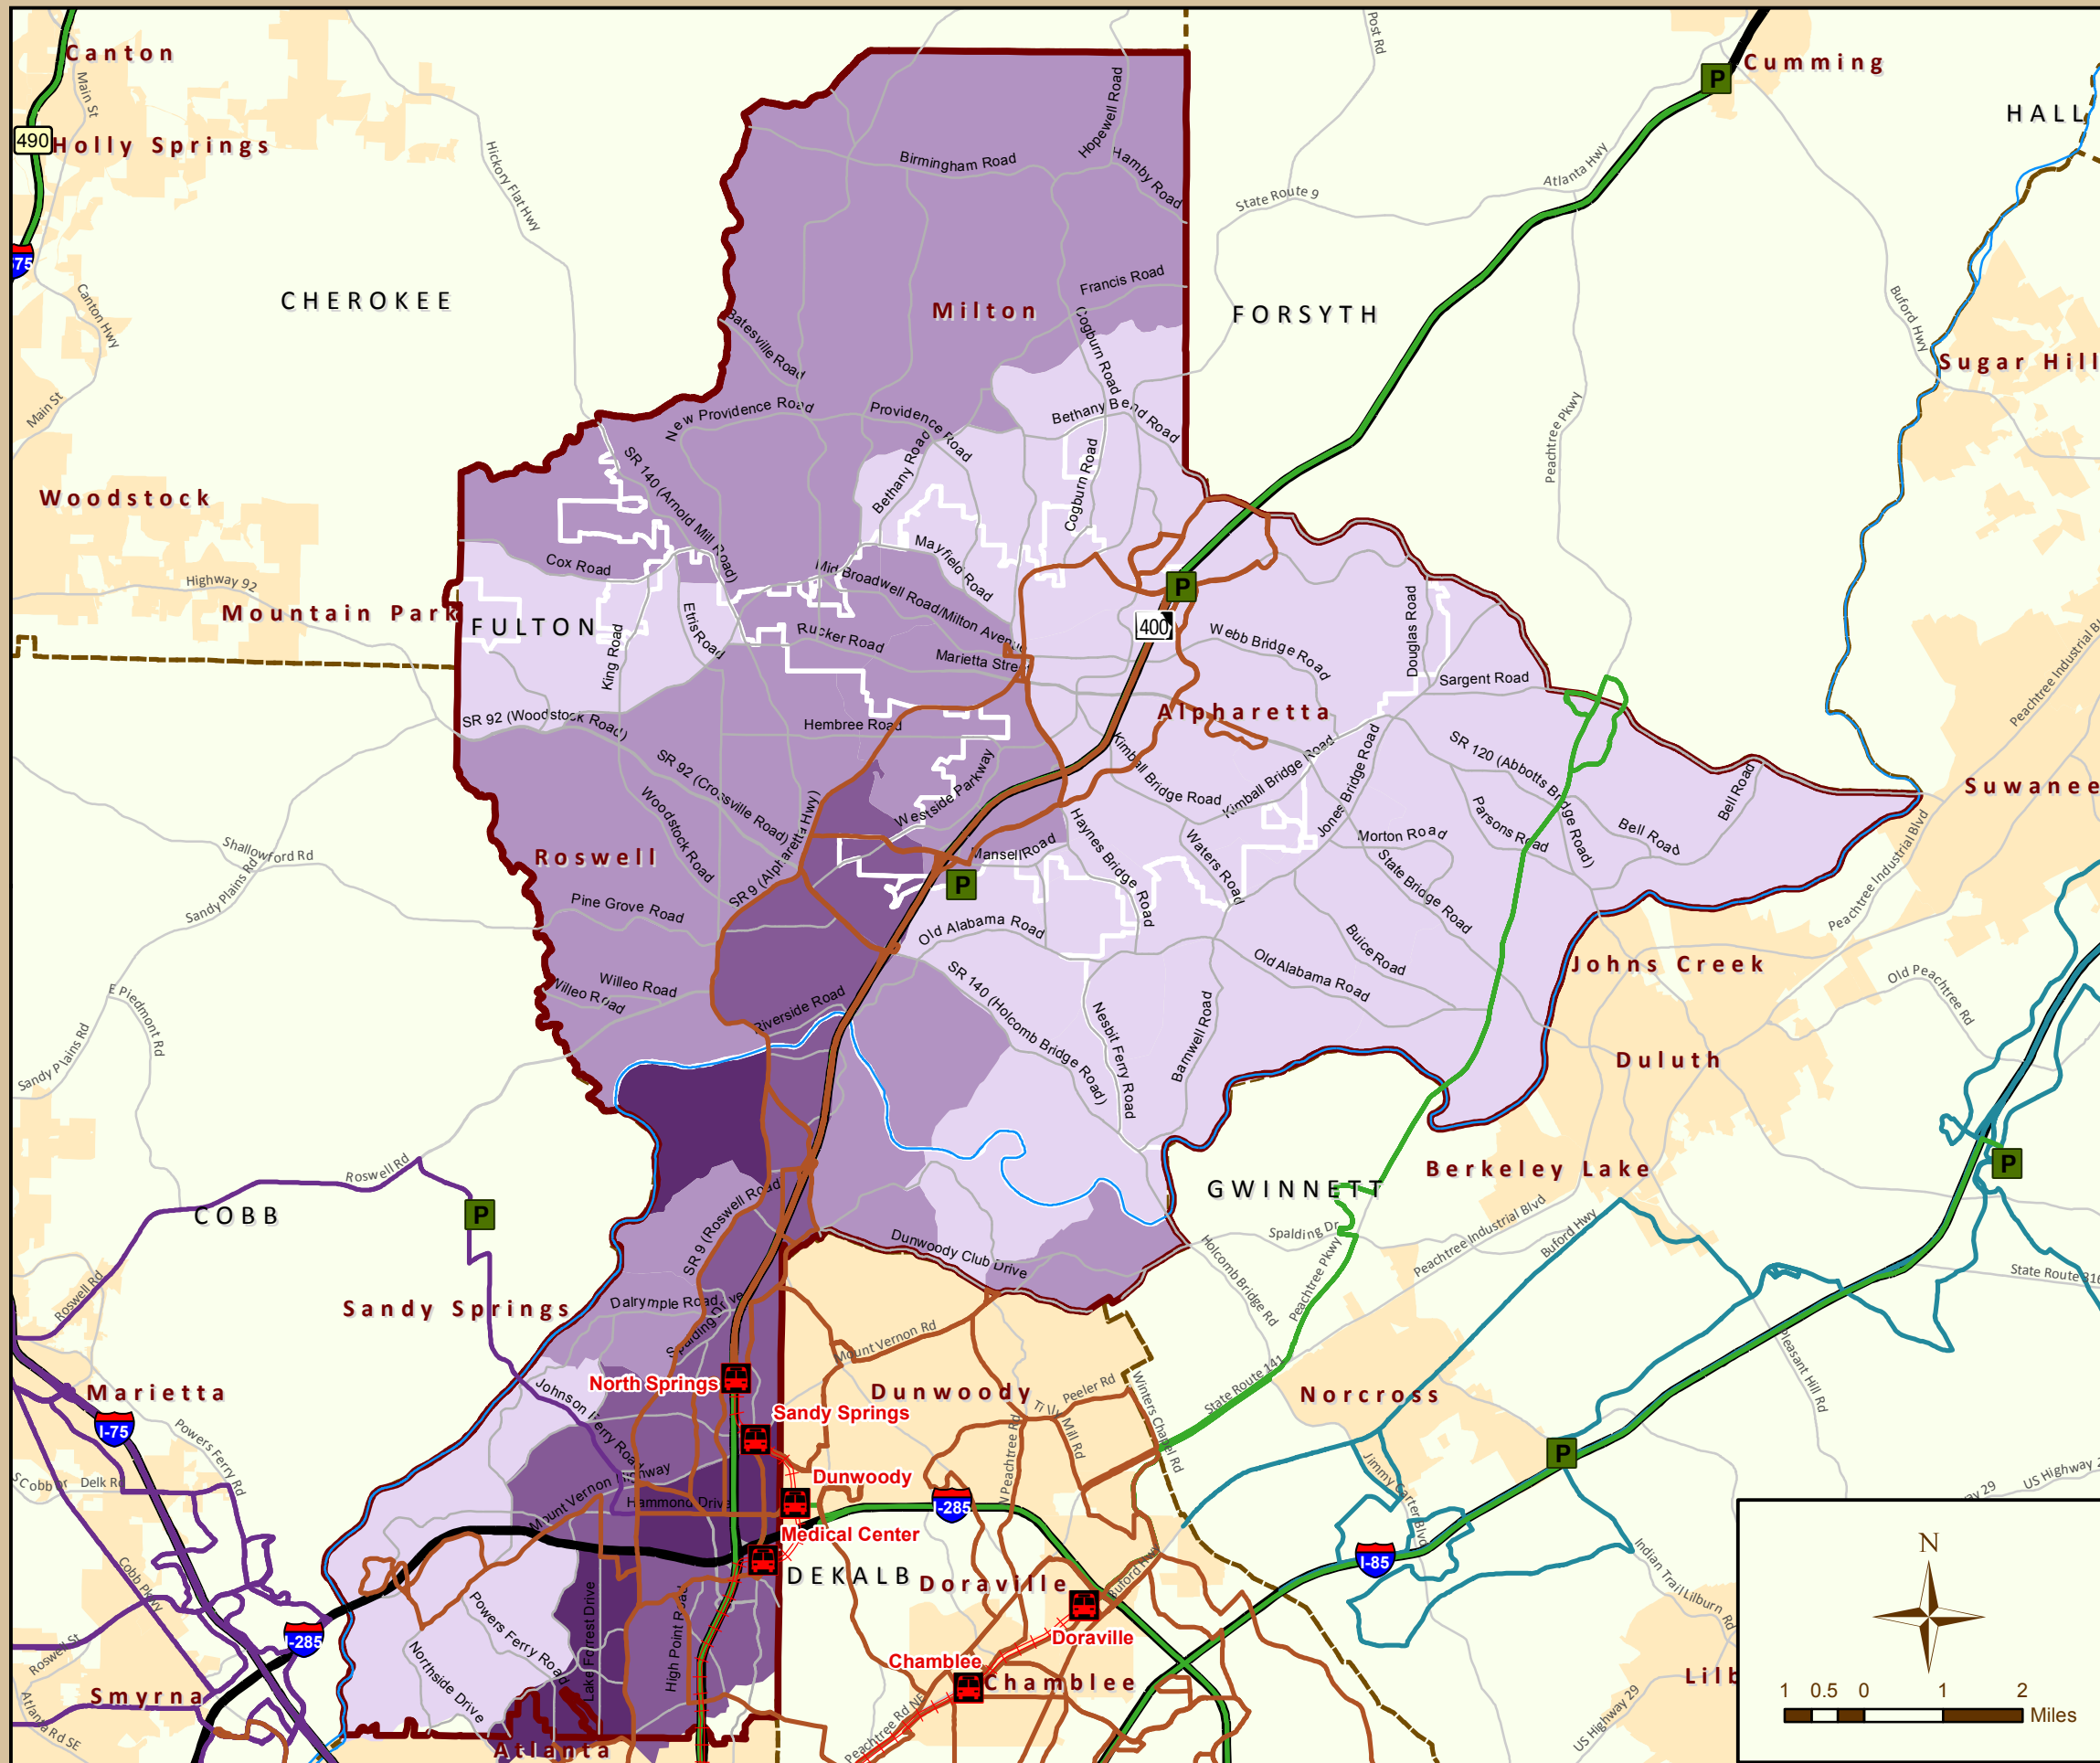 Canton
Main St
490
Holly Springs
575
Canton Hwy
Main St
Hickory Flat Hwy
CHEROKEE
Woodstock
Highway 92
Mountain Park
FULTON
Post Rd
Cumming
HALL
Atlanta Hwy
State Route 9
FORSYTH
Buford Hwy
Sugar Hill
Peachtree Pkwy
Peachtree Industrial
Suwanee
Peachtree Industrial Blvd
Peachtree Industrial Blvd
Hopewell Road
Birmingham Road
Hamby Road
Francis Road
Milton
Batesville Road
Cogburn Road
New Providence Road
Providence Road
Bethany Bend Road
Bethany Road
Cogburn Road
SR 140 (Arnold Mill Road)
Cox Road
Mayfield Road
Mid Broadwell Road/Milton Avenue
Etris Road
King Road
Rucker Road
Marietta Street
400
Webb Bridge Road
Douglas Road
Sargent Road
SR 92 (Woodstock Road)
Hembree Road
Alpharetta
SR 92 (Crossville Road)
Woodstock Road
SR 9 (Alpharetta Hwy)
Westside Parkway
Kimball Bridge Road
Kimball Bridge Road
Jones Bridge Road
SR 120 (Abbotts Bridge Road)
Bell Road
Bell Road
Parsons Road
Morton Road
State Bridge Road
Waters Road
Haynes Bridge Road
Mansell Road
Roswell
Pine Grove Road
Willeo Road
Willeo Road
Riverside Road
Old Alabama Road
SR 140 (Holcomb Bridge Road)
Nesbit Ferry Road
Barnwell Road
Old Alabama Road
Buice Road
Johns Creek
Old Peachtree Rd
Duluth
Shallowford Rd
Sandy Plains Rd
E Piedmont Rd
Sandy Plains Rd
Roswell Rd
COBB
Roswell Rd
Sandy Springs
SR 9 (Roswell Road)
Dunwoody Club Drive
Dalrymple Road
Spalding Drive
GWINNETT
Berkeley Lake
Spalding Dr
Peachtree Industrial Blvd
Buford Hwy
Holcomb Bridge Rd
Peachtree Pkwy
State Route 316
Pleasant Hill Rd
Mount Vernon Rd
Dunwoody
Tilly Mill Rd
Peeler Rd
Winters Chapel Rd
State Route 141
Norcross
Marietta
I-75
Powers Ferry Rd
S Cobb Dr
Delk Rd
Johnson Ferry Road
North Springs
Sandy Springs
Dunwoody
Mount Vernon Highway
Hammond Drive
Medical Center
I-285
N Peachtree Rd
Jimmy Carter Blvd
I-85
US Highway 29
Indian Trail Lilburn Rd
Cobb Pkwy
I-285
Roswell St
Smyrna
Atlanta Rd SE
Powers Ferry Road
Northside Drive
Lake Forrest Drive
High Point Road
Atlanta
DEKALB
Doraville
Buford Hwy
Doraville
Chamblee
Chamblee
Peachtree Rd NE
US Highway 29
N
1 0.5 0 1 2
Miles
P
P
P
P
P
P